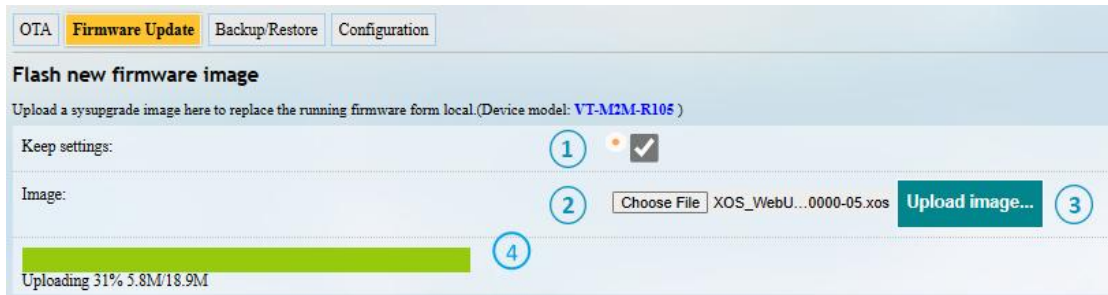 OTA Firmware Update Backup/Restore Configuration
Flash new firmware image
Upload a sysupgrade image here to replace the running firmware form local.(Device model: VT-M2M-R105 )
Keep settings: 1
Image: 2 Choose File XOS_WebU...0000-05.xos Upload image... 3
4
Uploading 31% 5.8M/18.9M